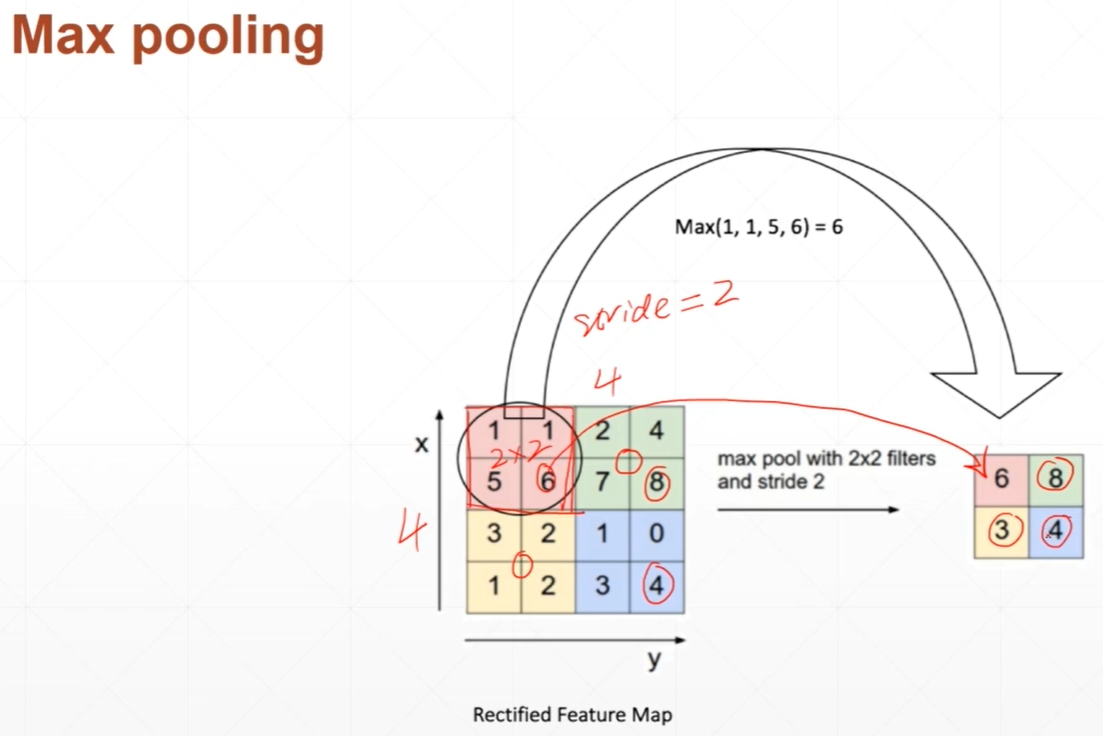 Max pooling
Max(1, 1, 5, 6) = 6
stride = 2
4
x
1 1 2 4
2×2
5 6 7 8
4
3 2 1 0
1 2 3 4
y
Rectified Feature Map
max pool with 2x2 filters
and stride 2
6 8
3 4